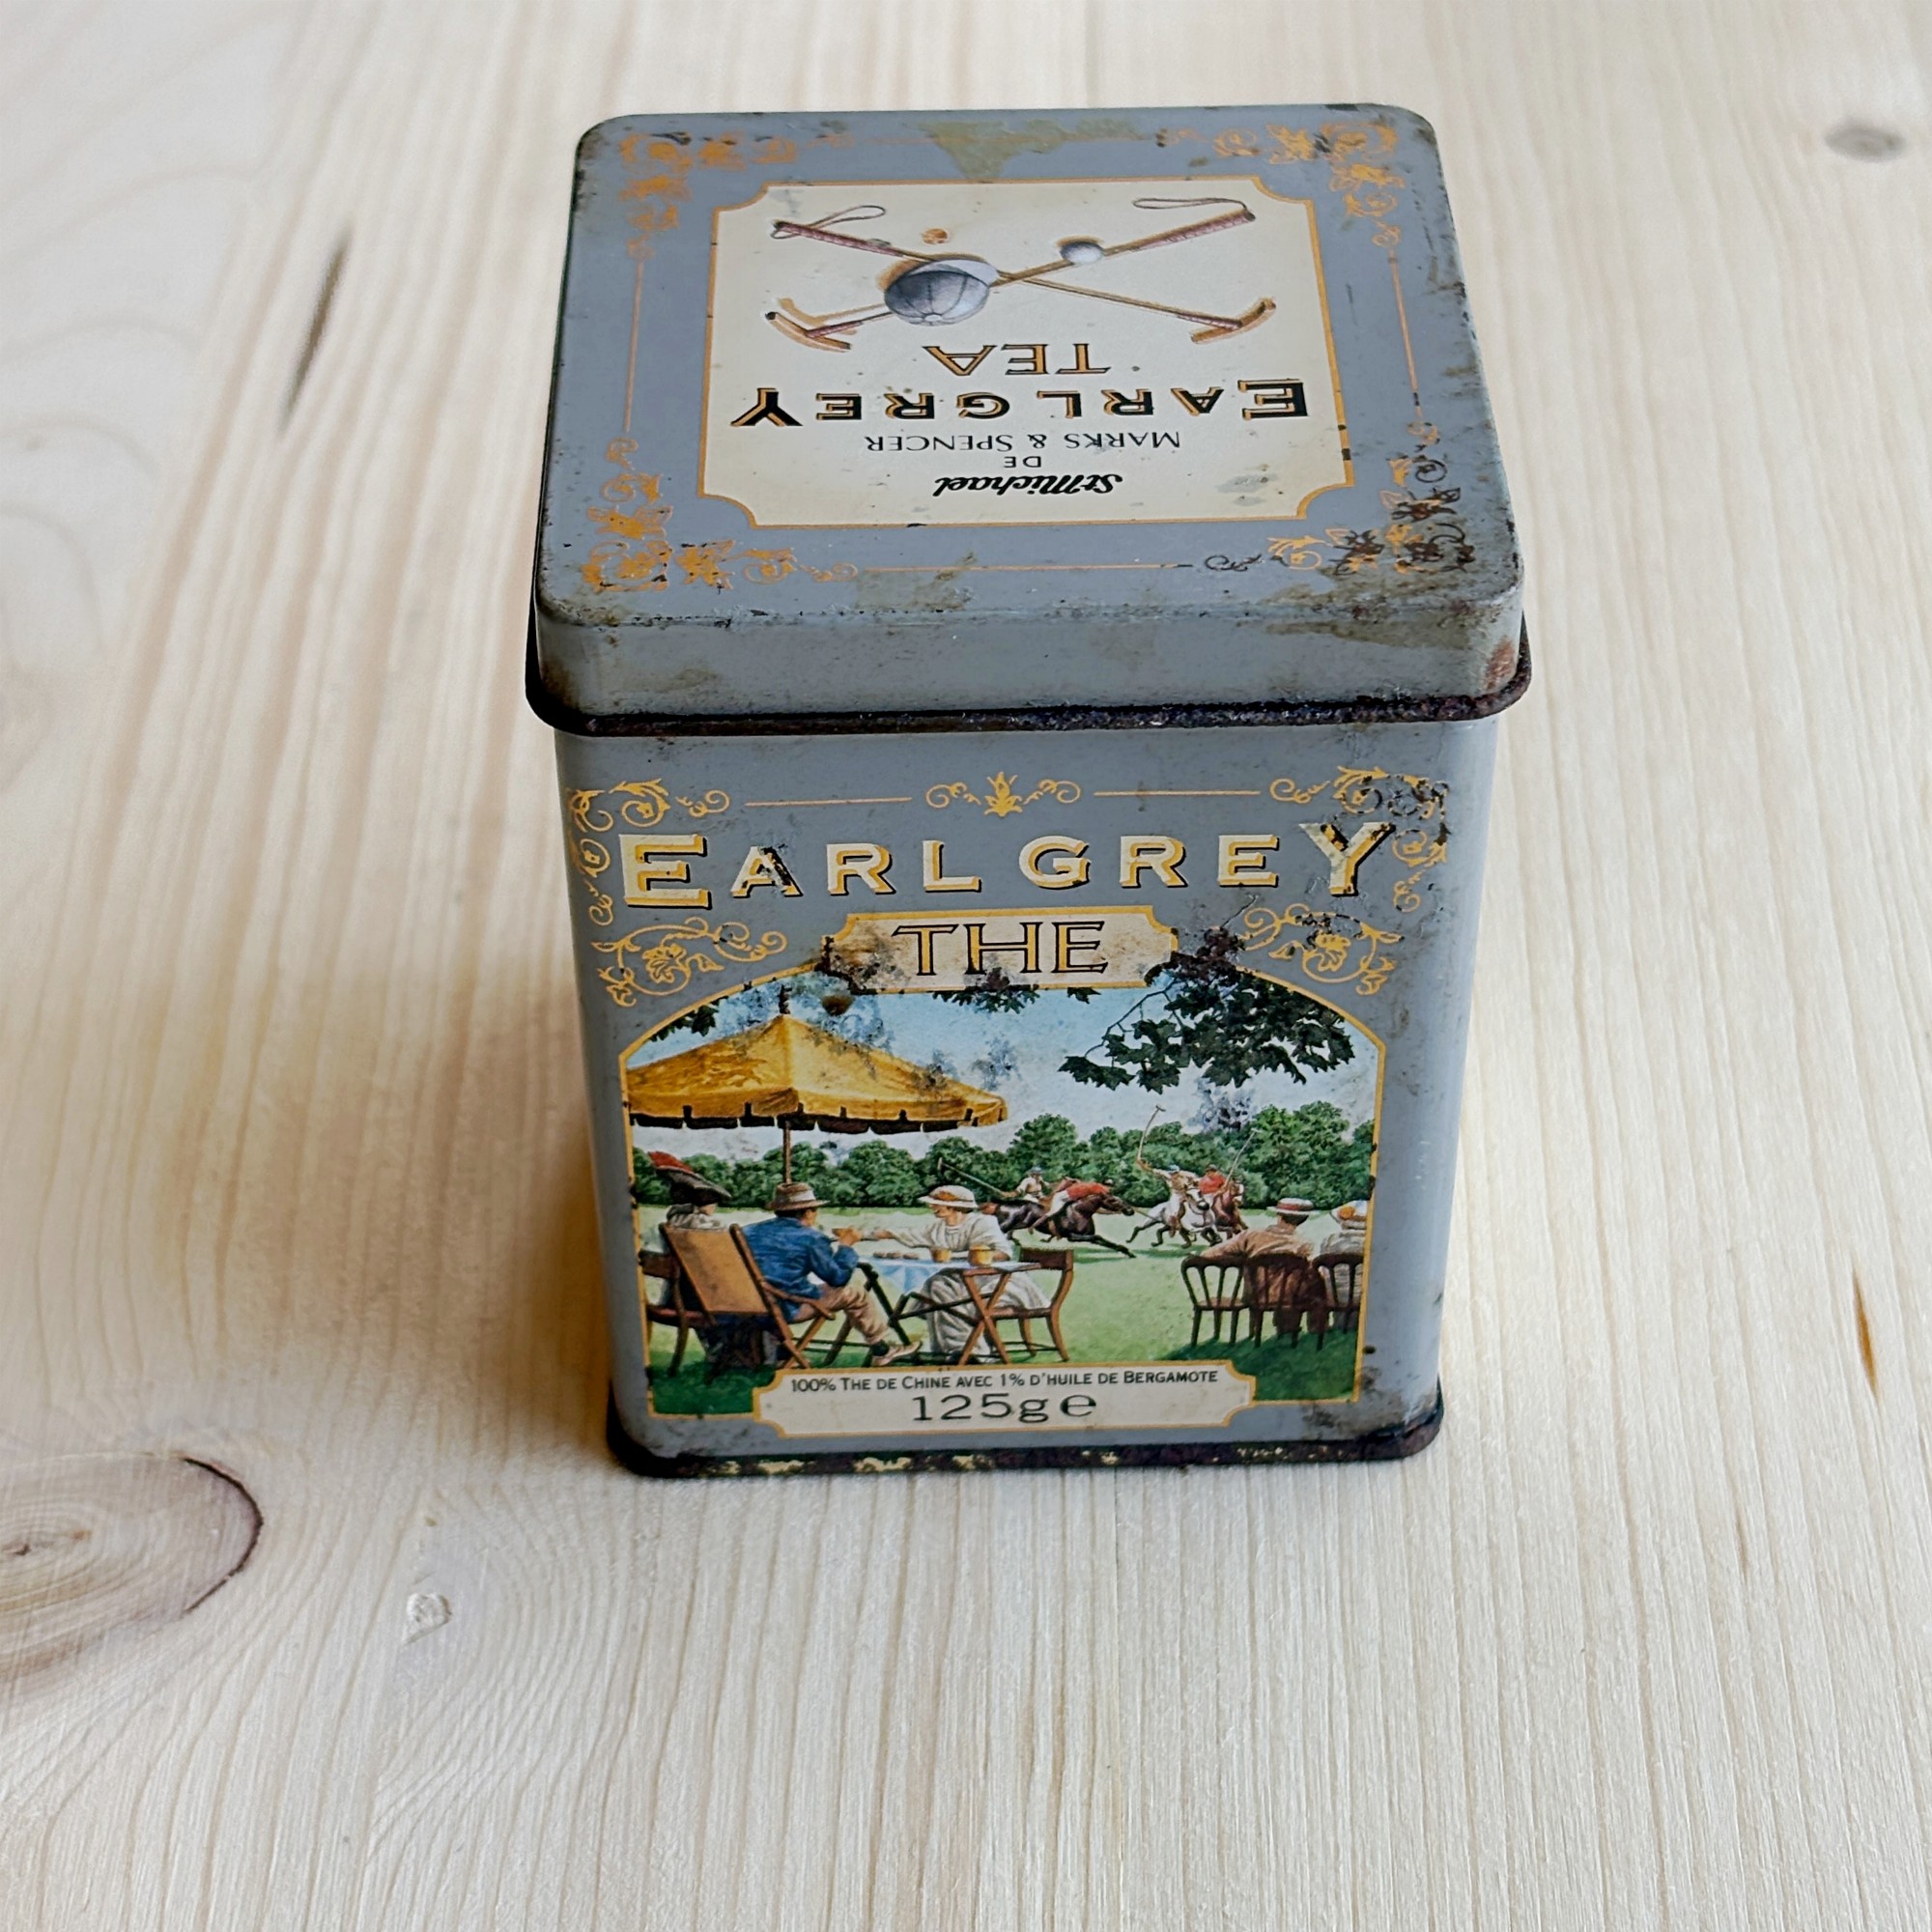 St Michael
DE
MARKS & SPENCER
EARL GREY
TEA
EARL GREY
THE
100% THE DE CHINE AVEC 1% D'HUILE DE BERGAMOTE
125g e